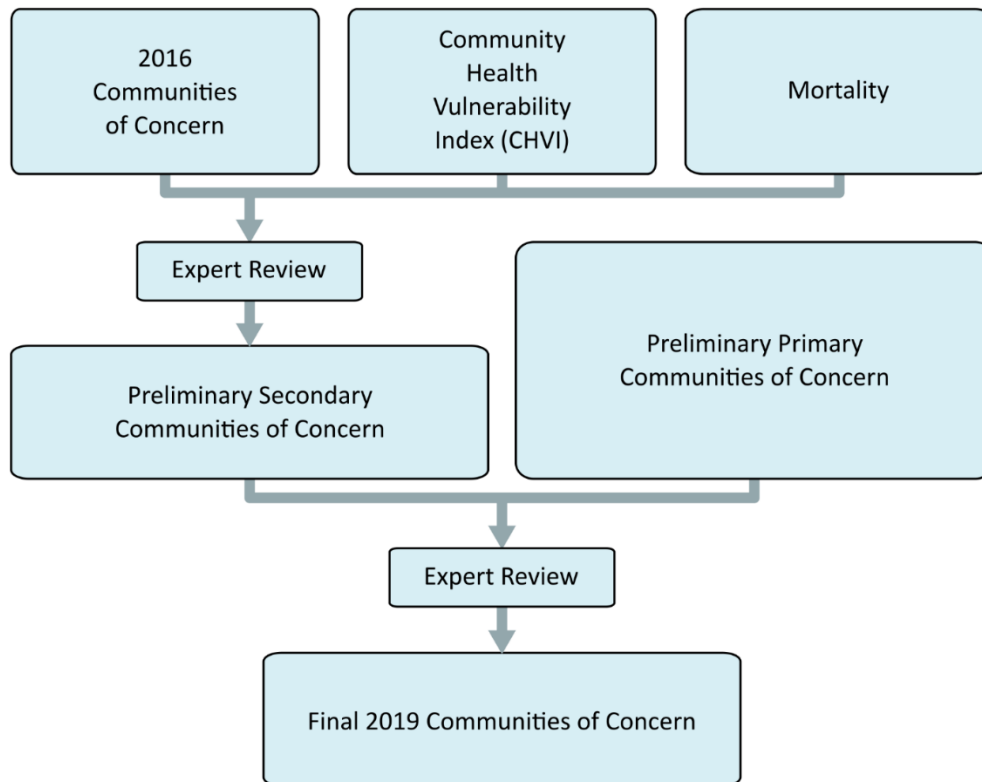 2016
Communities
of Concern
Community
Health
Vulnerability
Index (CHVI)
Mortality
Expert Review
Preliminary Primary
Communities of Concern
Preliminary Secondary
Communities of Concern
Expert Review
Final 2019 Communities of Concern